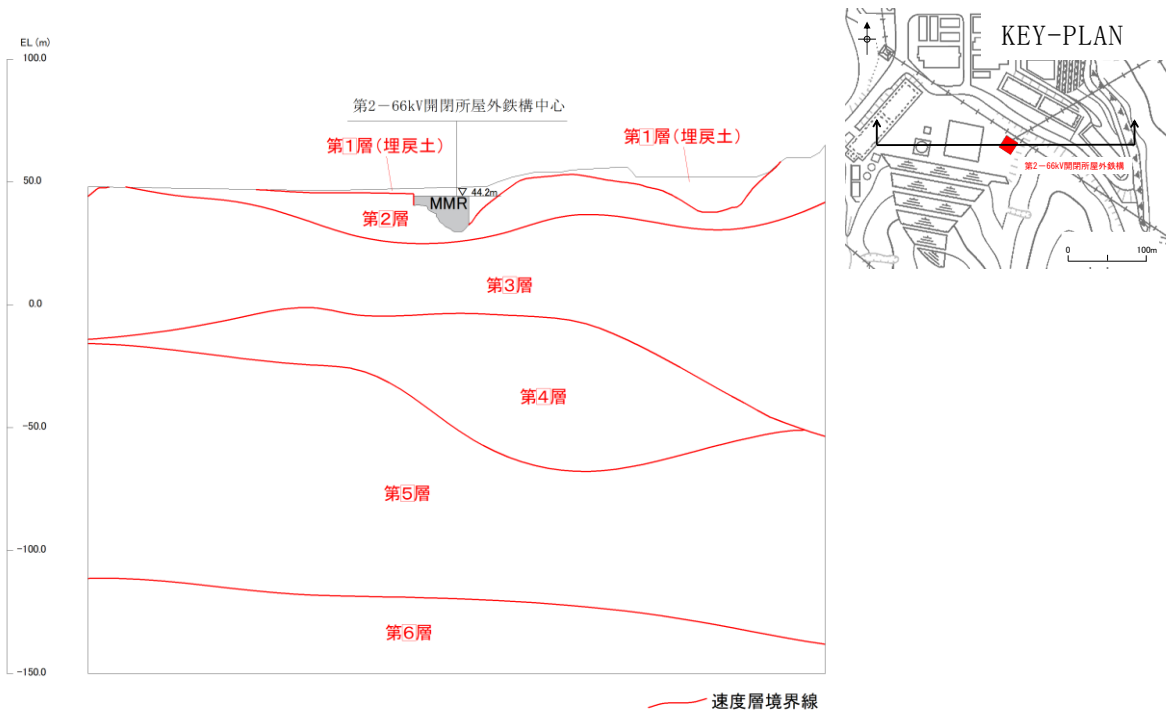 EL (m)
100.0
50.0
0.0
-50.0
-100.0
-150.0
第2-66kV開閉所屋外鉄構中心
第1層(埋戻土)
第1層(埋戻土)
44.2m
MMR
第2層
第3層
第4層
第5層
第6層
速度層境界線
KEY-PLAN
第2-66kV開閉所屋外鉄構
0 100m